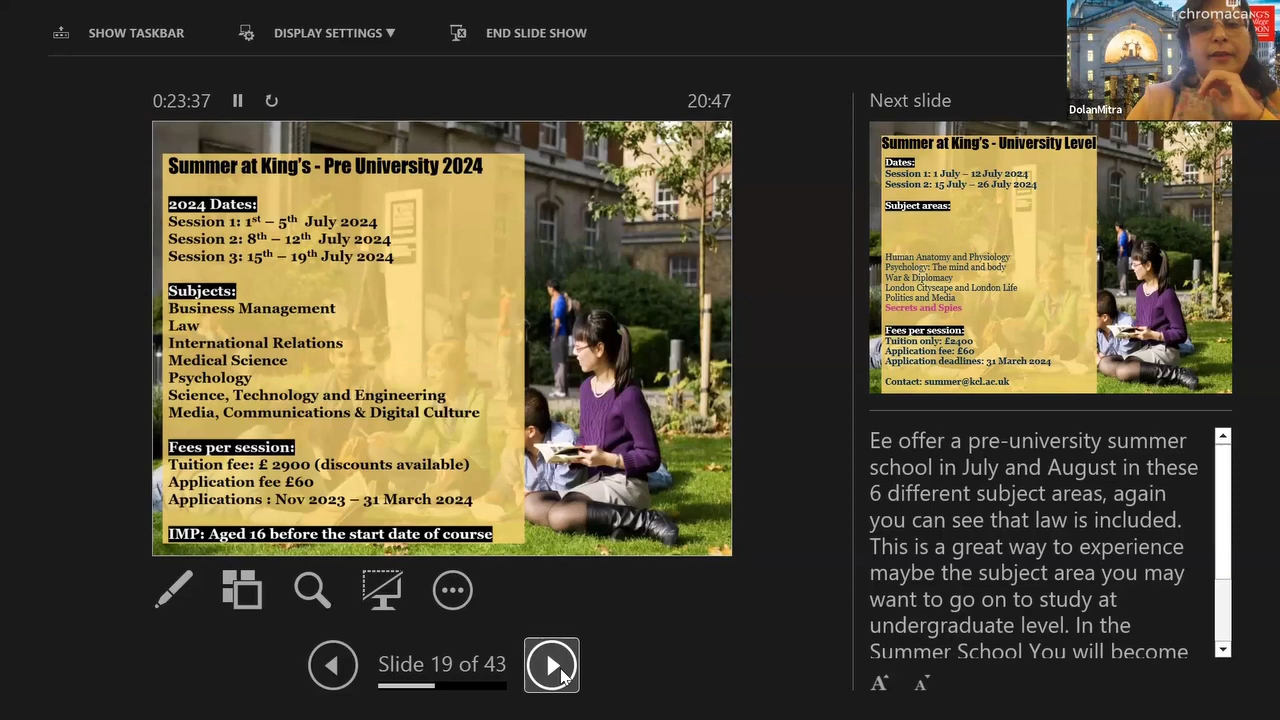 SHOW TASKBAR
DISPLAY SETTINGS ▼
END SLIDE SHOW
chromaca
NG'S
College
LONDON
DolanMitra
0:23:37
20:47
Summer at King's - Pre University 2024
2024 Dates:
Session 1: 1st – 5th July 2024
Session 2: 8th – 12th July 2024
Session 3: 15th – 19th July 2024
Subjects:
Business Management
Law
International Relations
Medical Science
Psychology
Science, Technology and Engineering
Media, Communications & Digital Culture
Fees per session:
Tuition fee: £ 2900 (discounts available)
Application fee £60
Applications : Nov 2023 – 31 March 2024
IMP: Aged 16 before the start date of course
Slide 19 of 43
Next slide
Summer at King's - University Level
Dates:
Session 1: 1 July – 12 July 2024
Session 2: 15 July – 26 July 2024
Subject areas:
Human Anatomy and Physiology
Psychology: The mind and body
War & Diplomacy
London Cityscape and London Life
Politics and Media
Secrets and Spies
Fees per session:
Tuition only: £2400
Application fee: £60
Application deadlines: 31 March 2024
Contact: summer@kcl.ac.uk
Ee offer a pre-university summer
school in July and August in these
6 different subject areas, again
you can see that law is included.
This is a great way to experience
maybe the subject area you may
want to go on to study at
undergraduate level. In the
Summer School You will become
A A